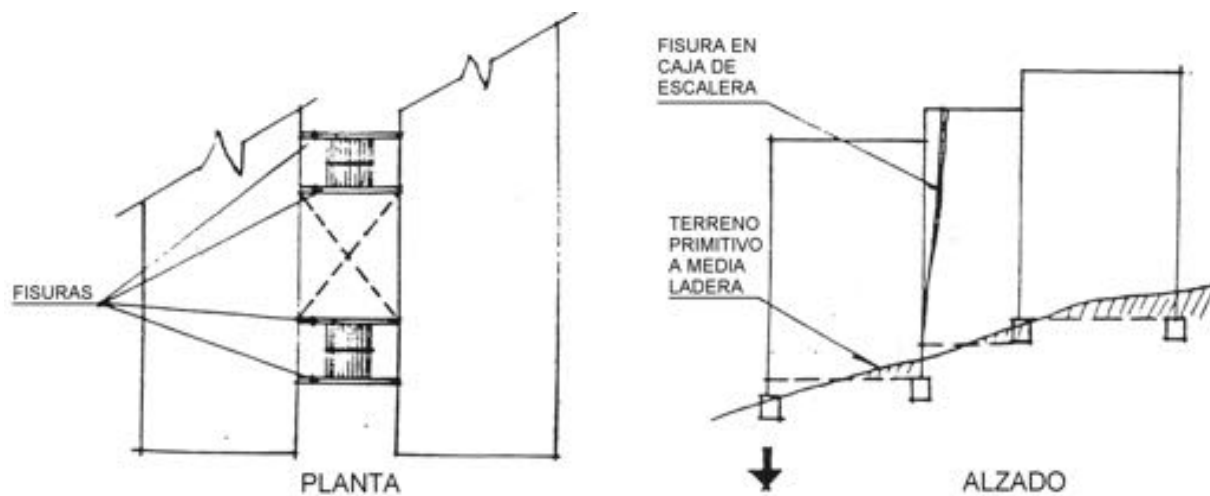 FISURAS
PLANTA
FISURA EN
CAJA DE
ESCALERA
TERRENO
PRIMITIVO
A MEDIA
LADERA
ALZADO